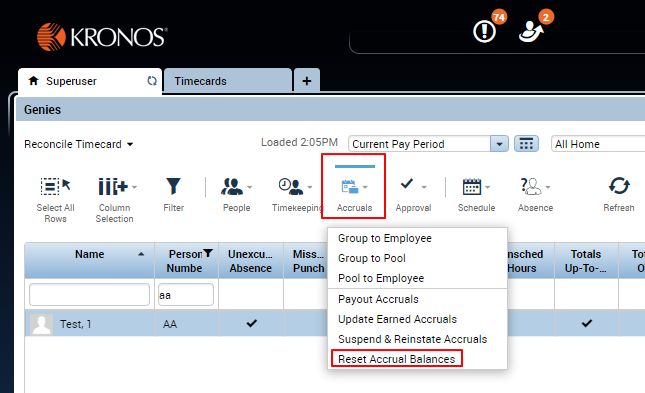 KRONOS®
74
2
Superuser
Timecards
+
Genies
Reconcile Timecard
Loaded 2:05PM
Current Pay Period
All Home
Select All Rows
Column Selection
Filter
People
Timekeeping
Accruals
Approval
Schedule
Absence
Refresh
Name
Person Numbe
Unexcu... Absence
Miss... Punch
nsched Hours
Totals Up-To-...
Tot O
aa
Test, 1
AA
Group to Employee
Group to Pool
Pool to Employee
Payout Accruals
Update Earned Accruals
Suspend & Reinstate Accruals
Reset Accrual Balances